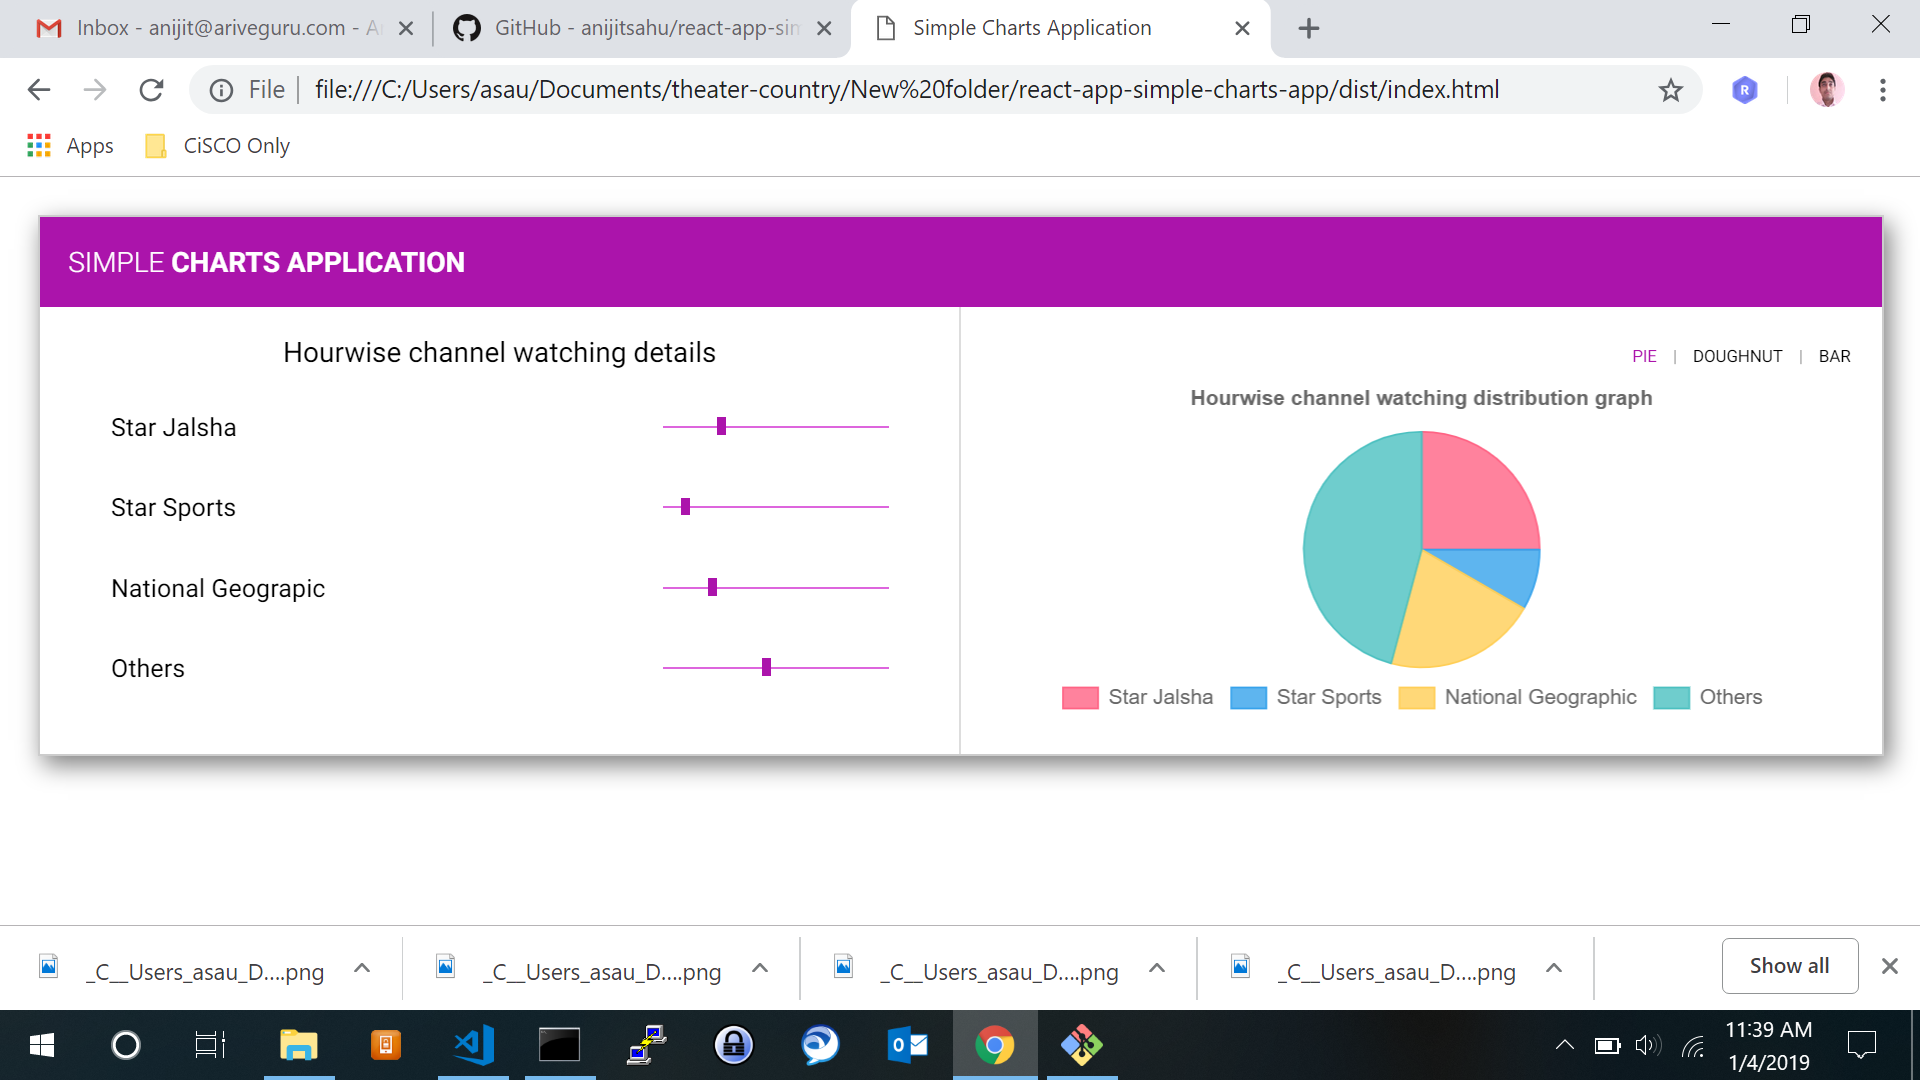 Inbox - anijit@ariveguru.com - A
GitHub - anijitsahu/react-app-sim
Simple Charts Application
File
file:///C:/Users/asau/Documents/theater-country/New%20folder/react-app-simple-charts-app/dist/index.html
R
Apps
CiSCO Only
SIMPLE CHARTS APPLICATION
Hourwise channel watching details
Star Jalsha
Star Sports
National Geograpic
Others
PIE | DOUGHNUT | BAR
Hourwise channel watching distribution graph
Star Jalsha Star Sports National Geographic Others
_C__Users_asau_D....png
_C__Users_asau_D....png
_C__Users_asau_D....png
_C__Users_asau_D....png
Show all
11:39 AM
1/4/2019